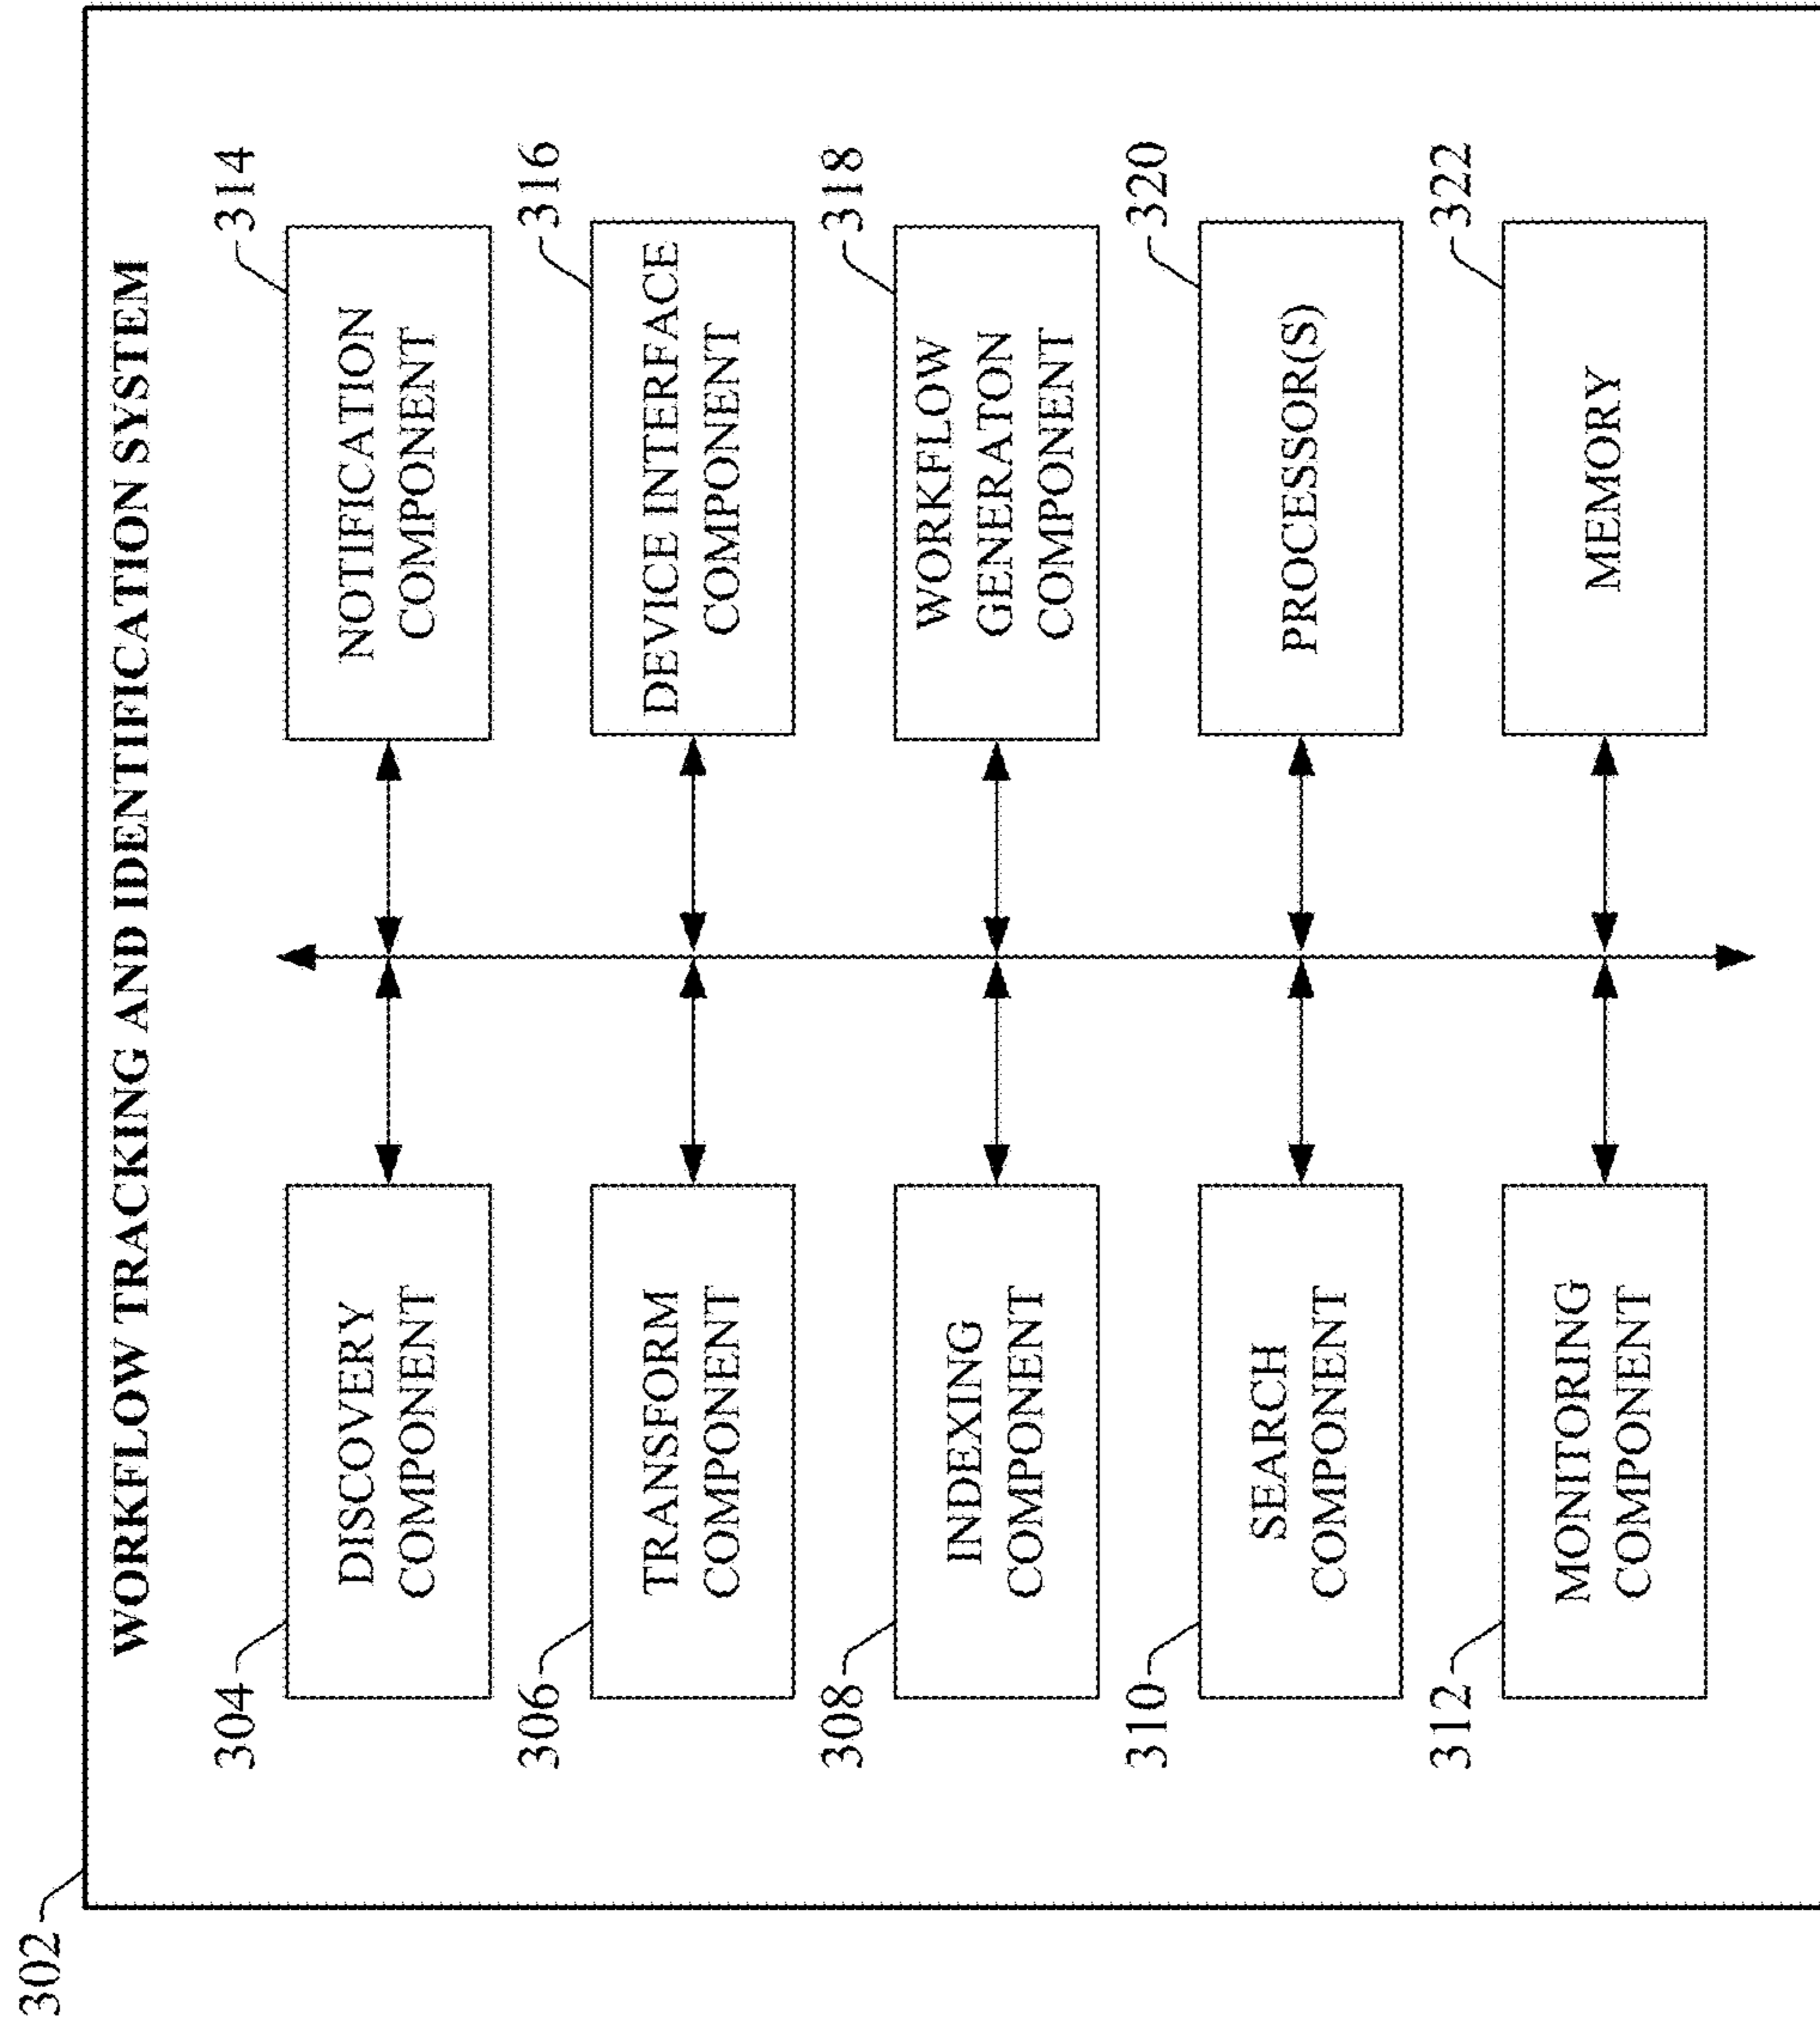 302
WORKFLOW TRACKING AND IDENTIFICATION SYSTEM
304
DISCOVERY
COMPONENT
314
NOTIFICATION
COMPONENT
306
TRANSFORM
COMPONENT
316
DEVICE INTERFACE
COMPONENT
308
INDEXING
COMPONENT
318
WORKFLOW
GENERATON
COMPONENT
310
SEARCH
COMPONENT
320
PROCESSOR(S)
312
MONITORING
COMPONENT
322
MEMORY